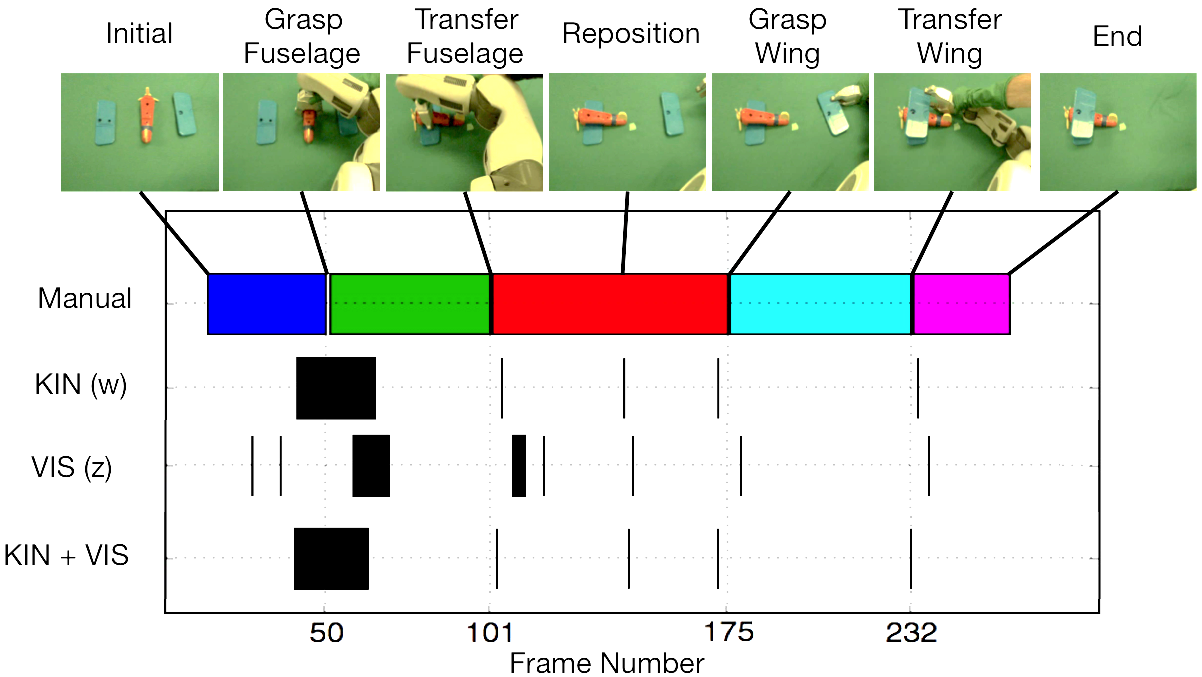 Initial
Grasp
Fuselage
Transfer
Fuselage
Reposition
Grasp
Wing
Transfer
Wing
End
Manual
KIN (w)
VIS (z)
KIN + VIS
50 101 175 232
Frame Number